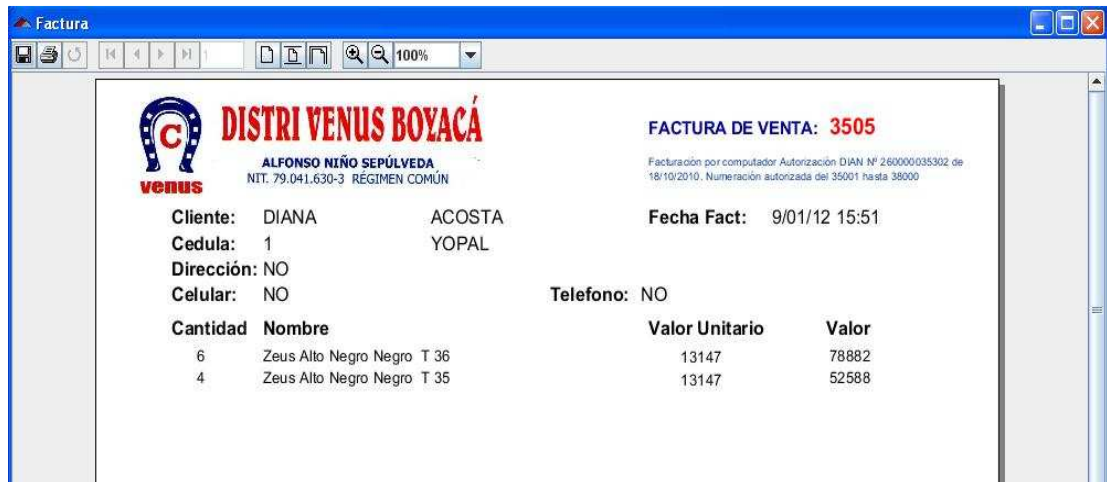 Factura
1
100%
C
venus
DISTRI VENUS BOYACÁ
ALFONSO NIÑO SEPÚLVEDA
NIT. 79.041.630-3 RÉGIMEN COMÚN
FACTURA DE VENTA: 3505
Facturación por computador Autorización DIAN Nº 260000035302 de
18/10/2010. Numeración autorizada del 35001 hasta 38000
Cliente: DIANA ACOSTA Fecha Fact: 9/01/12 15:51
Cedula: 1 YOPAL
Dirección: NO
Celular: NO Telefono: NO
Cantidad Nombre Valor Unitario Valor
6 Zeus Alto Negro Negro T 36 13147 78882
4 Zeus Alto Negro Negro T 35 13147 52588